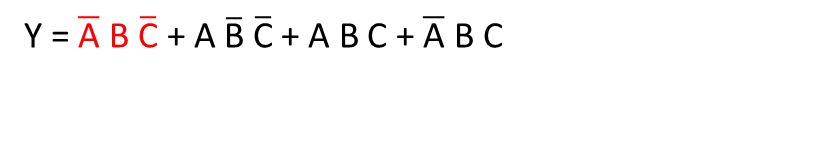 Y = A̅ B C̅ + A B̅ C̅ + A B C + A̅ B C